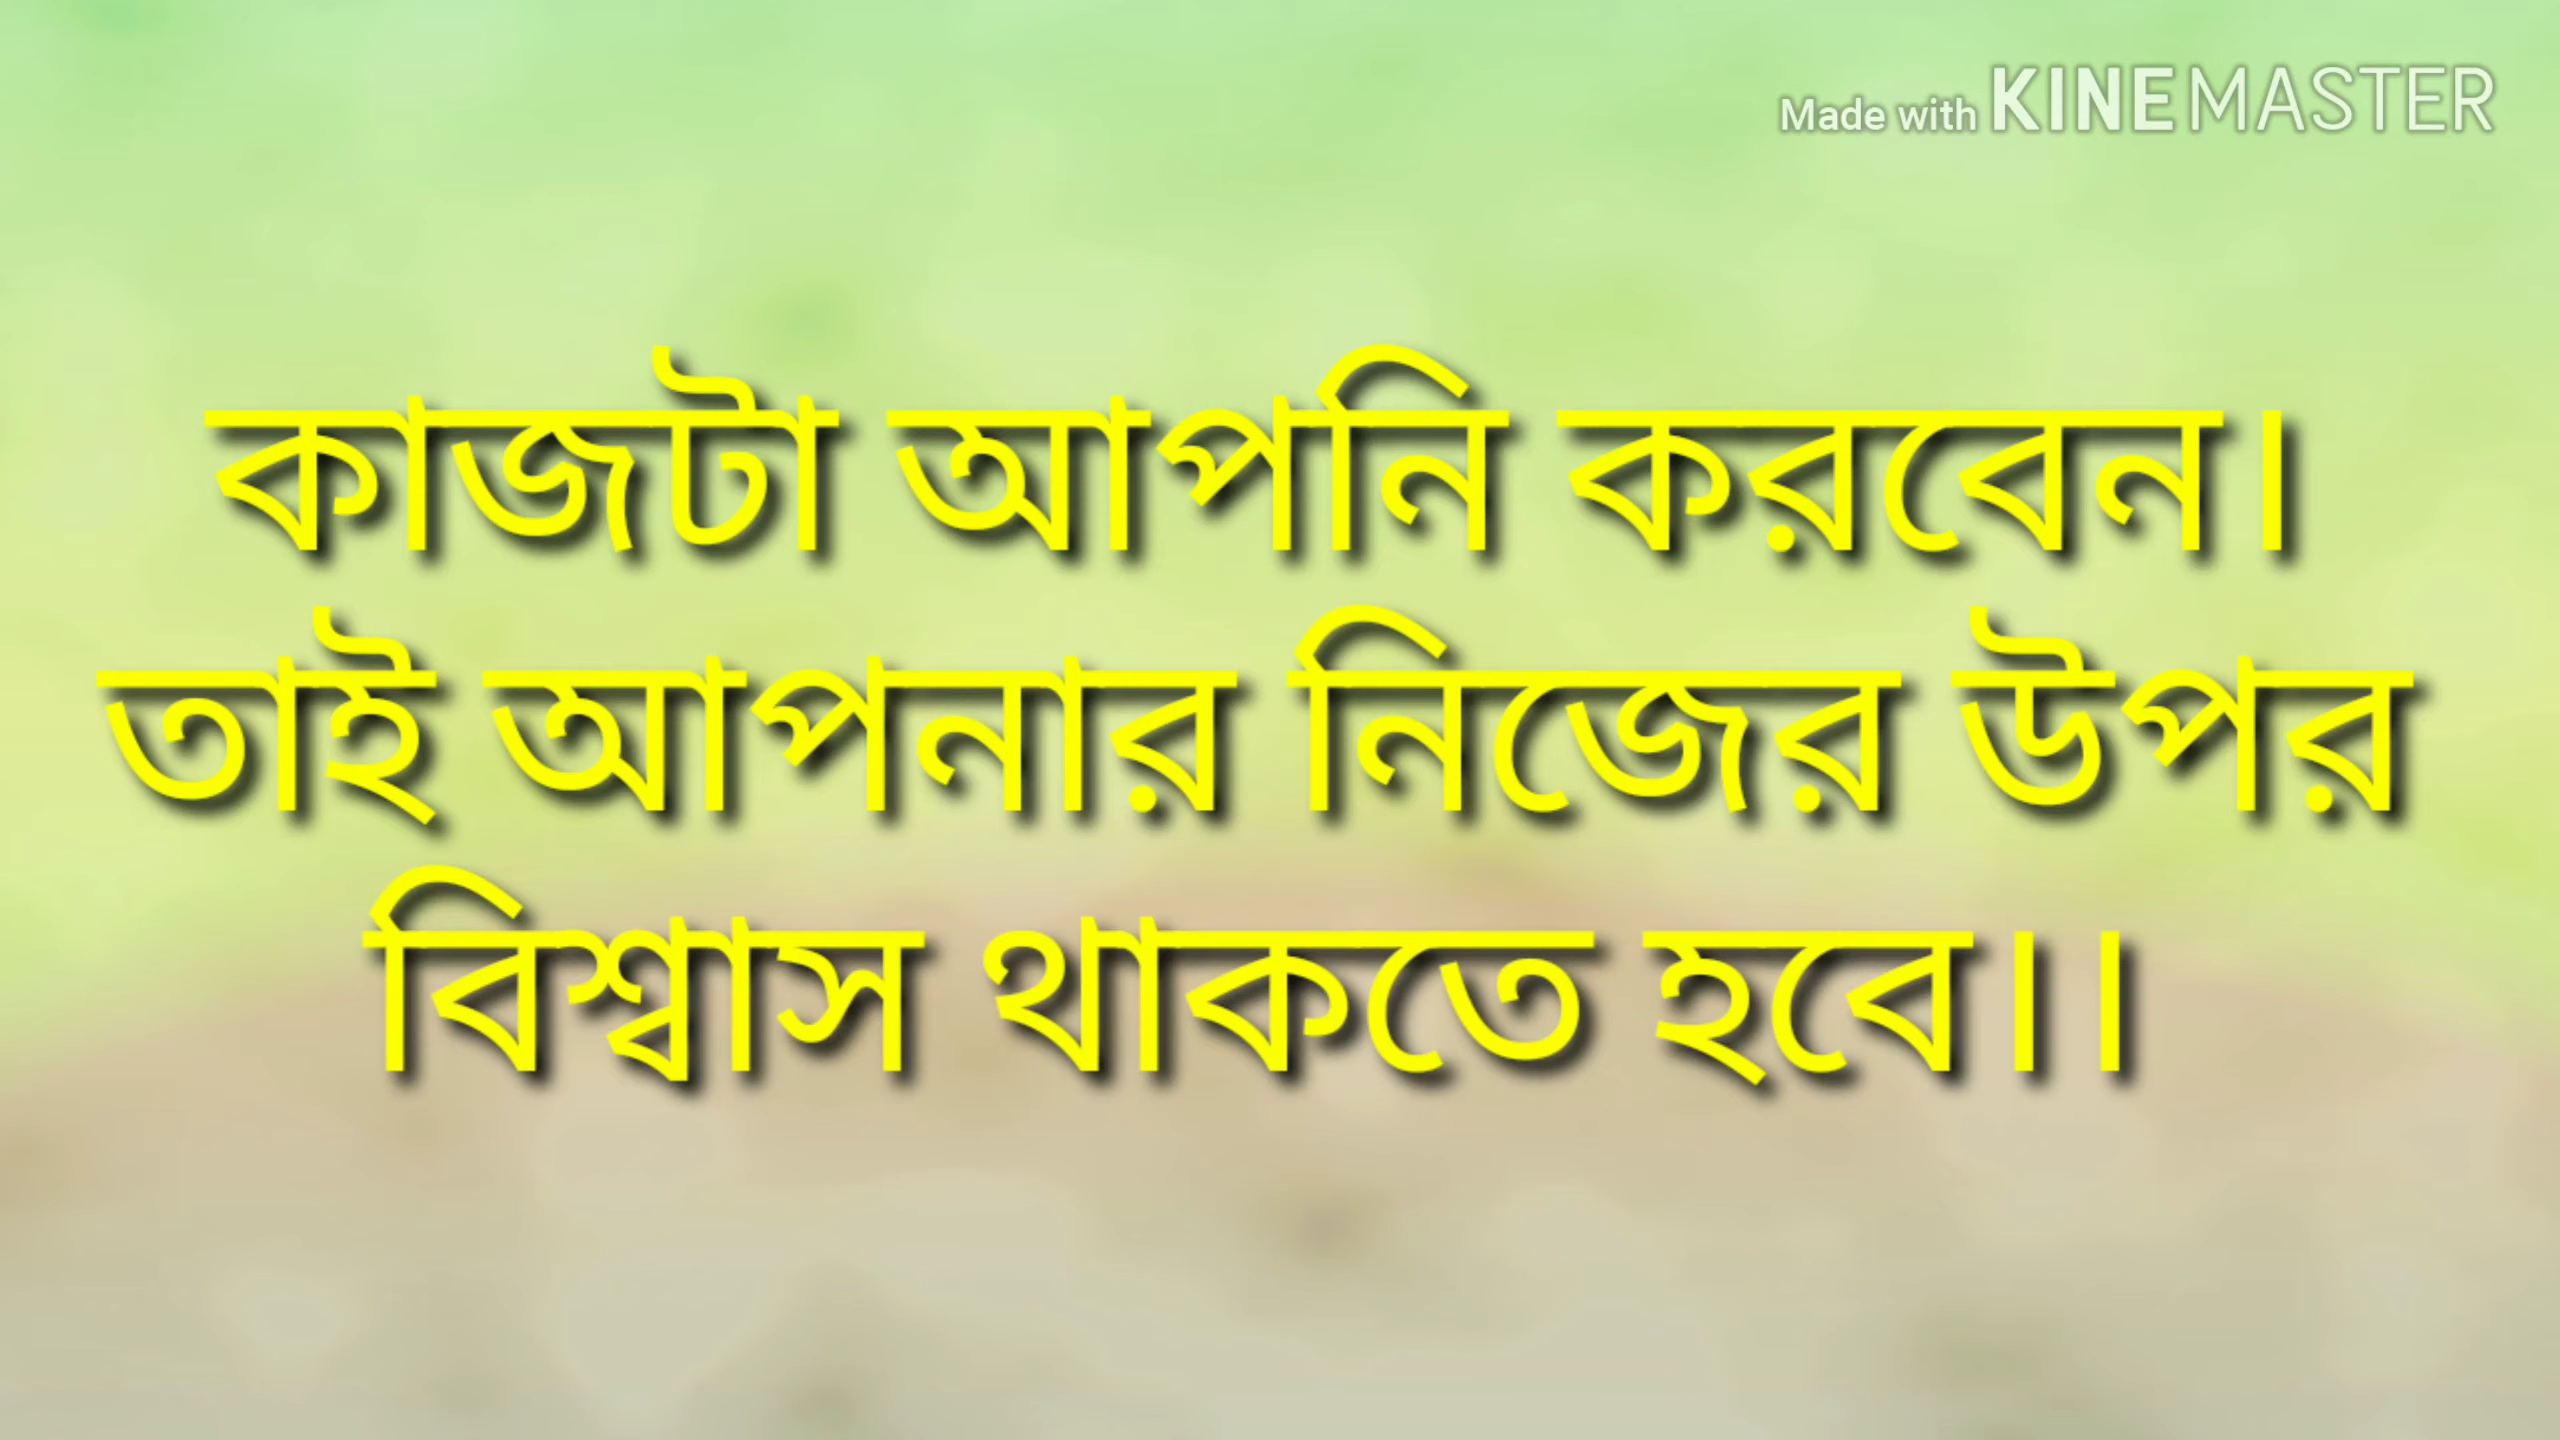 Made with KINEMASTER
কাজটা আপনি করবেন।
তাই আপনার নিজের উপর
বিশ্বাস থাকতে হবে।।